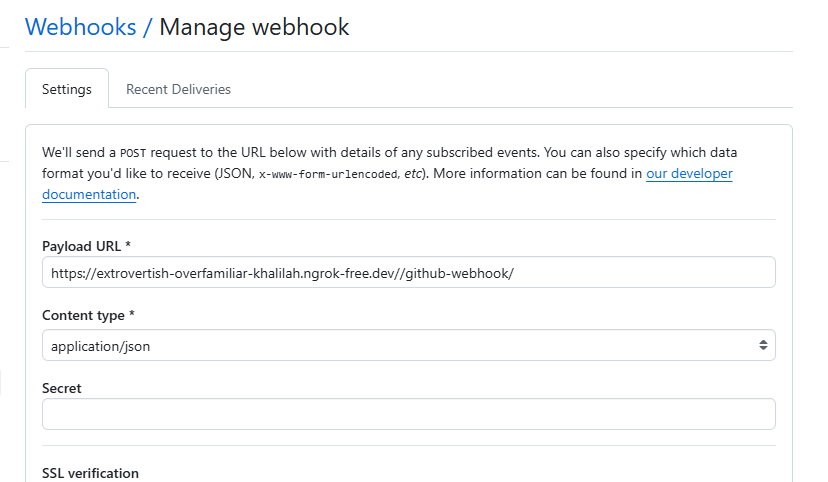 Webhooks / Manage webhook
Settings
Recent Deliveries
We'll send a POST request to the URL below with details of any subscribed events. You can also specify which data
format you'd like to receive (JSON, x-www-form-urlencoded, etc). More information can be found in our developer
documentation.
Payload URL *
https://extrovertish-overfamiliar-khalilah.ngrok-free.dev//github-webhook/
Content type *
application/json
Secret
SSL verification